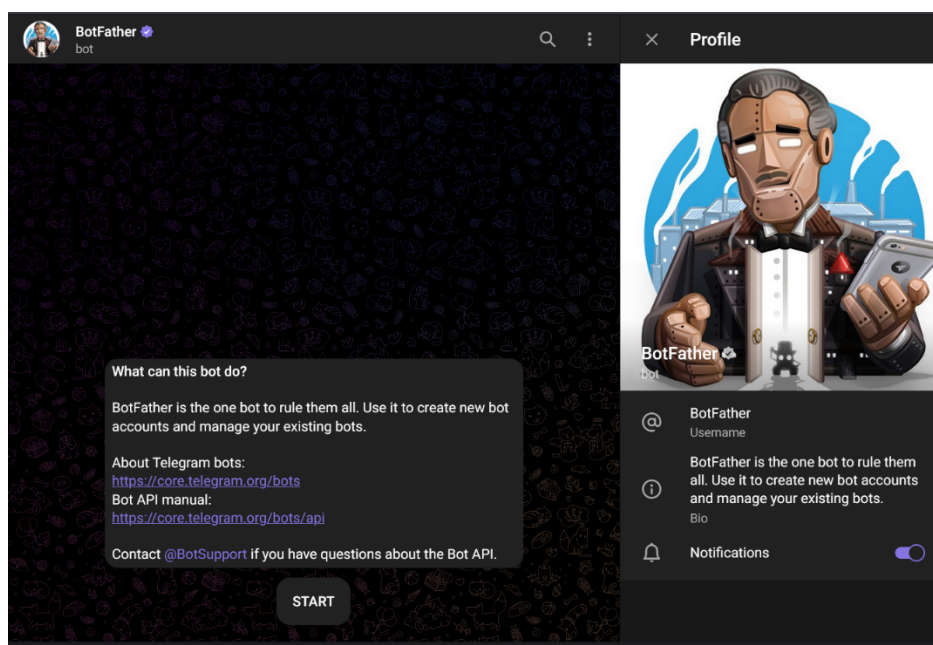 BotFather
bot
Profile
What can this bot do?
BotFather is the one bot to rule them all. Use it to create new bot
accounts and manage your existing bots.
About Telegram bots:
https://core.telegram.org/bots
Bot API manual:
https://core.telegram.org/bots/api
Contact @BotSupport if you have questions about the Bot API.
START
BotFather
bot
BotFather
Username
BotFather is the one bot to rule them
all. Use it to create new bot accounts
and manage your existing bots.
Bio
Notifications